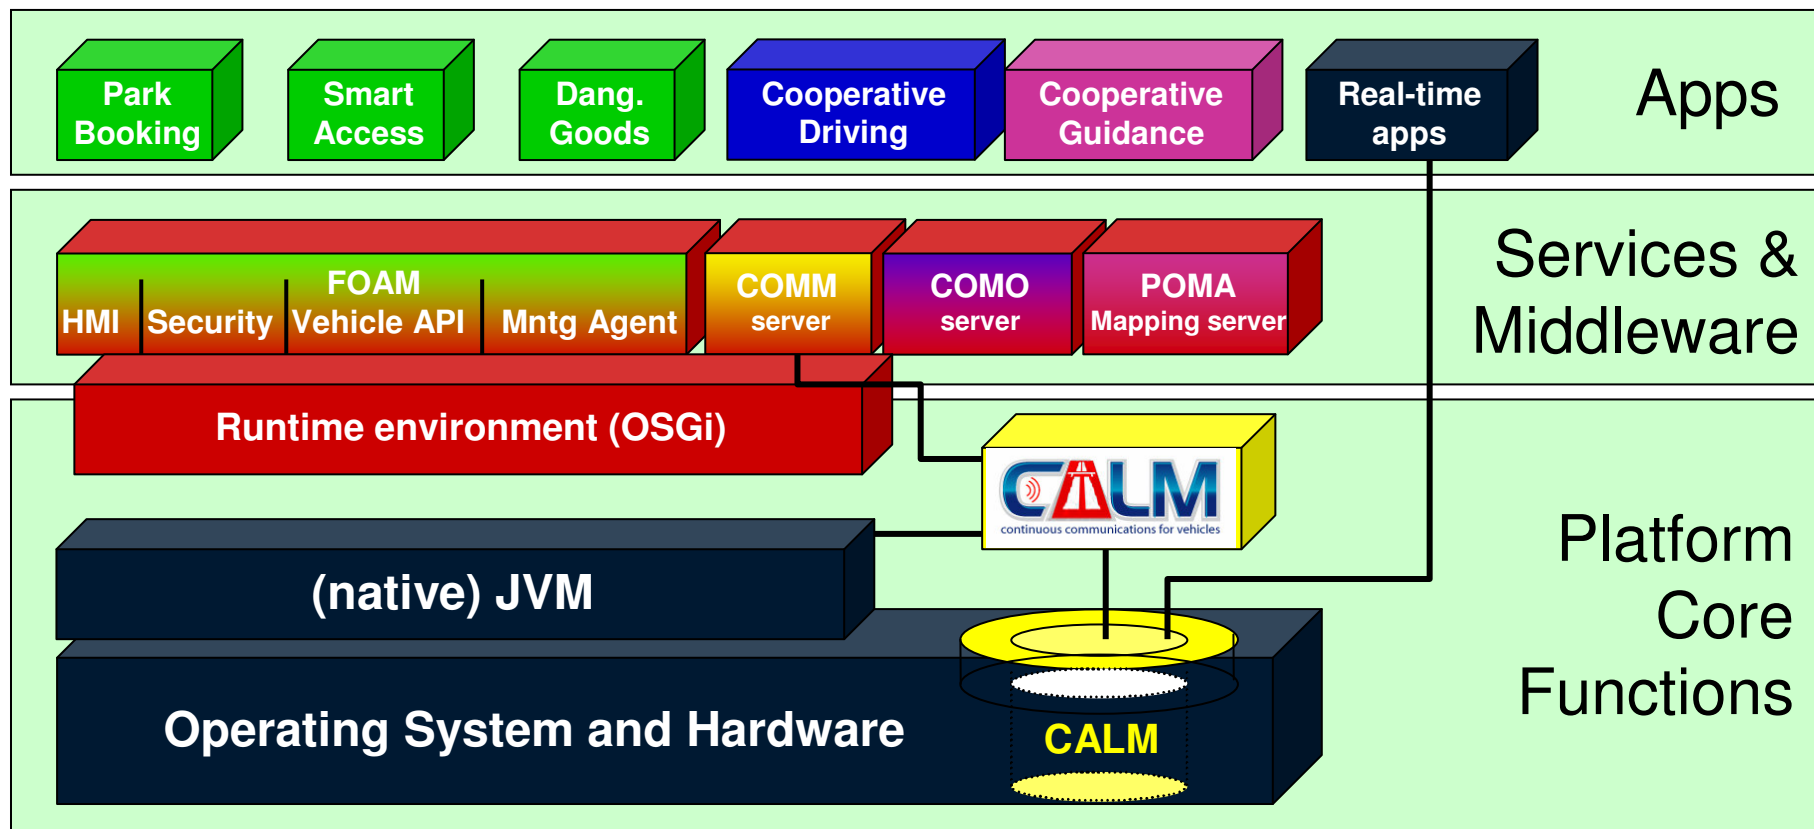 Park
Booking
Smart
Access
Dang.
Goods
Cooperative
Driving
Cooperative
Guidance
Real-time
apps
Apps
FOAM
HMI
Security
Vehicle API
Mntg Agent
COMM
server
COMO
server
POMA
Mapping server
Services &
Middleware
Runtime environment (OSGi)
CALM
continuous communications for vehicles
(native) JVM
Operating System and Hardware
CALM
Platform
Core
Functions